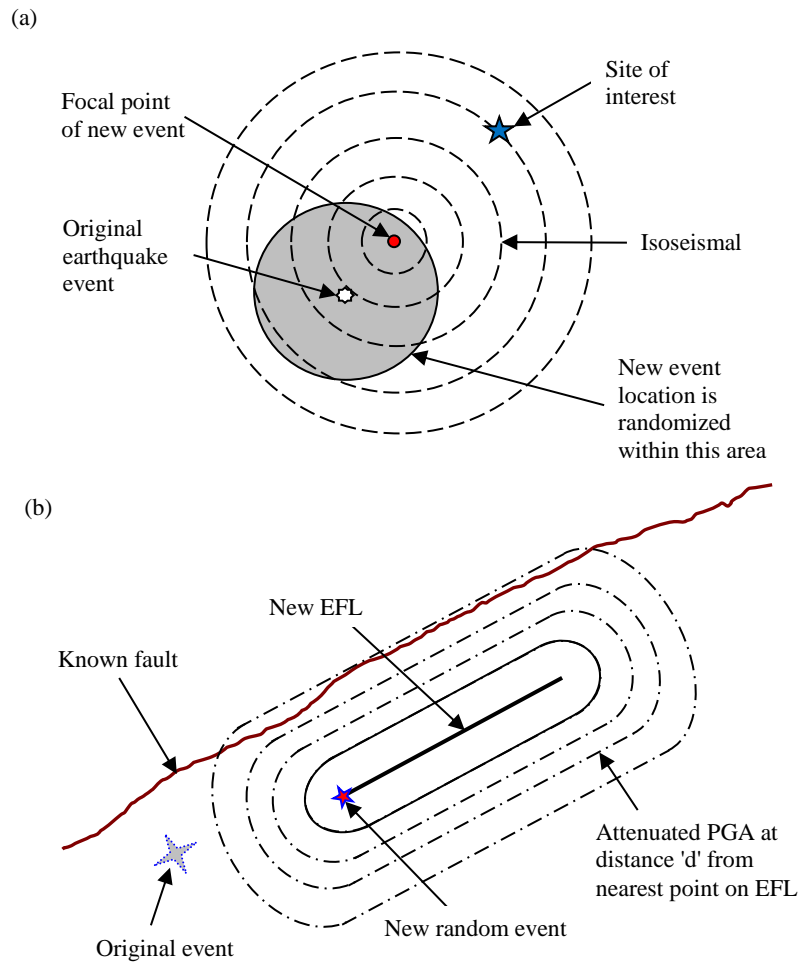 (a)
Site of
interest
Focal point
of new event
Original
earthquake
event
Isoseismal
New event
location is
randomized
within this area
(b)
New EFL
Known fault
Attenuated PGA at
distance 'd' from
nearest point on EFL
New random event
Original event